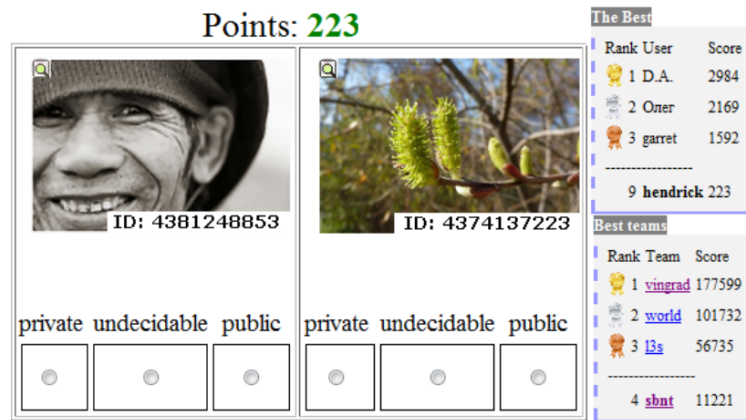 Points: 223
ID: 4381248853
ID: 4374137223
private undecidable public
private undecidable public
The Best
Rank User Score
1 D.A. 2984
2 Олег 2169
3 garret 1592
-----------------
9 hendrick 223
Best teams
Rank Team Score
1 vingrad 177599
2 world 101732
3 l3s 56735
-----------------
4 sbnt 11221